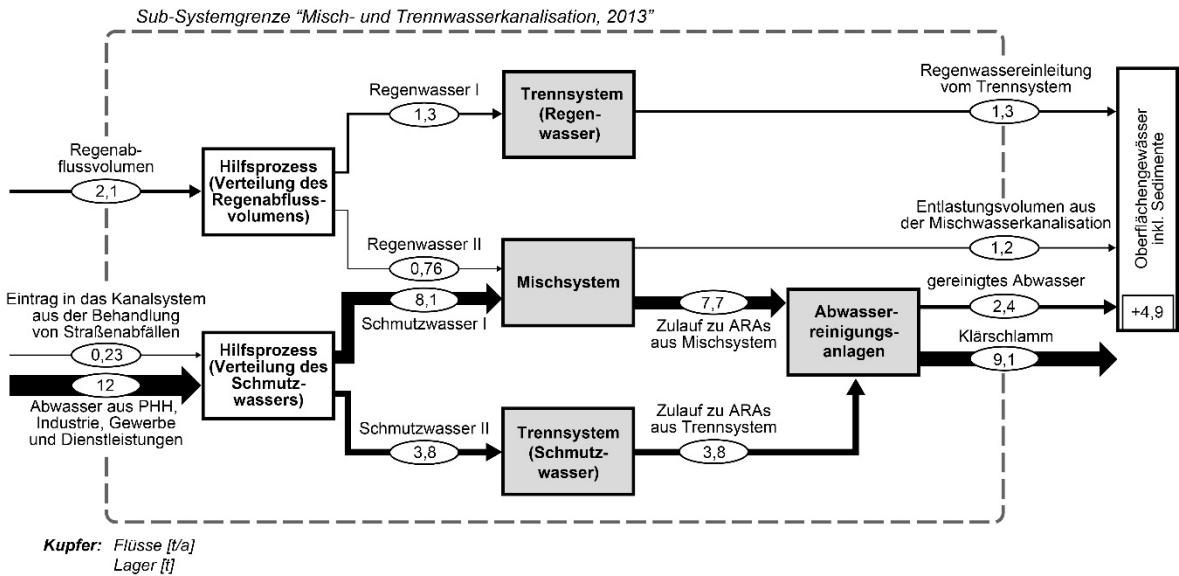 Sub-Systemgrenze “Misch- und Trennwasserkanalisation, 2013”
Regenwasser I
1,3
Trennsystem
(Regen-
wasser)
Regenwassereinleitung
vom Trennsystem
1,3
Regenab-
flussvolumen
2,1
Hilfsprozess
(Verteilung des
Regenabfluss-
volumens)
Regenwasser II
0,76
Entlastungsvolumen aus
der Mischwasserkanalisation
1,2
Oberflächengewässer
inkl. Sedimente
+4,9
Eintrag in das Kanalsystem
aus der Behandlung
von Straßenabfällen
0,23
12
Abwasser aus PHH,
Industrie, Gewerbe
und Dienstleistungen
Hilfsprozess
(Verteilung des
Schmutz-
wassers)
8,1
Schmutzwasser I
Mischsystem
7,7
Zulauf zu ARAs
aus Mischsystem
Abwasser-
reinigungs-
anlagen
gereinigtes Abwasser
2,4
Klärschlamm
9,1
Schmutzwasser II
3,8
Trennsystem
(Schmutz-
wasser)
Zulauf zu ARAs
aus Trennsystem
3,8
Kupfer: Flüsse [t/a]
Lager [t]